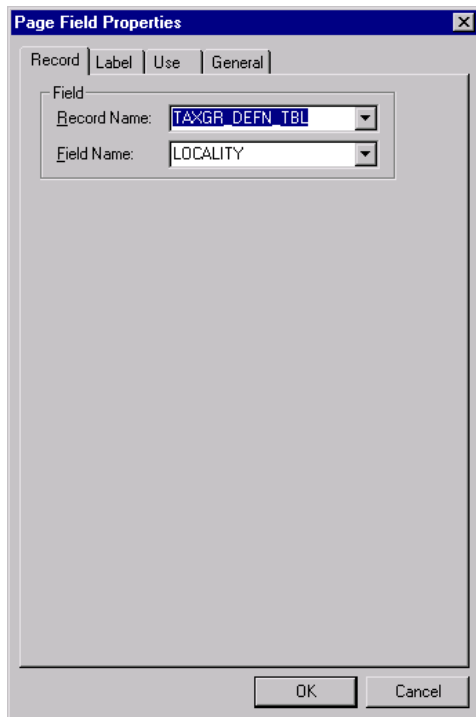 Page Field Properties
Record Label Use General
Field
Record Name: TAXGR_DEFN_TBL
Field Name: LOCALITY
OK Cancel